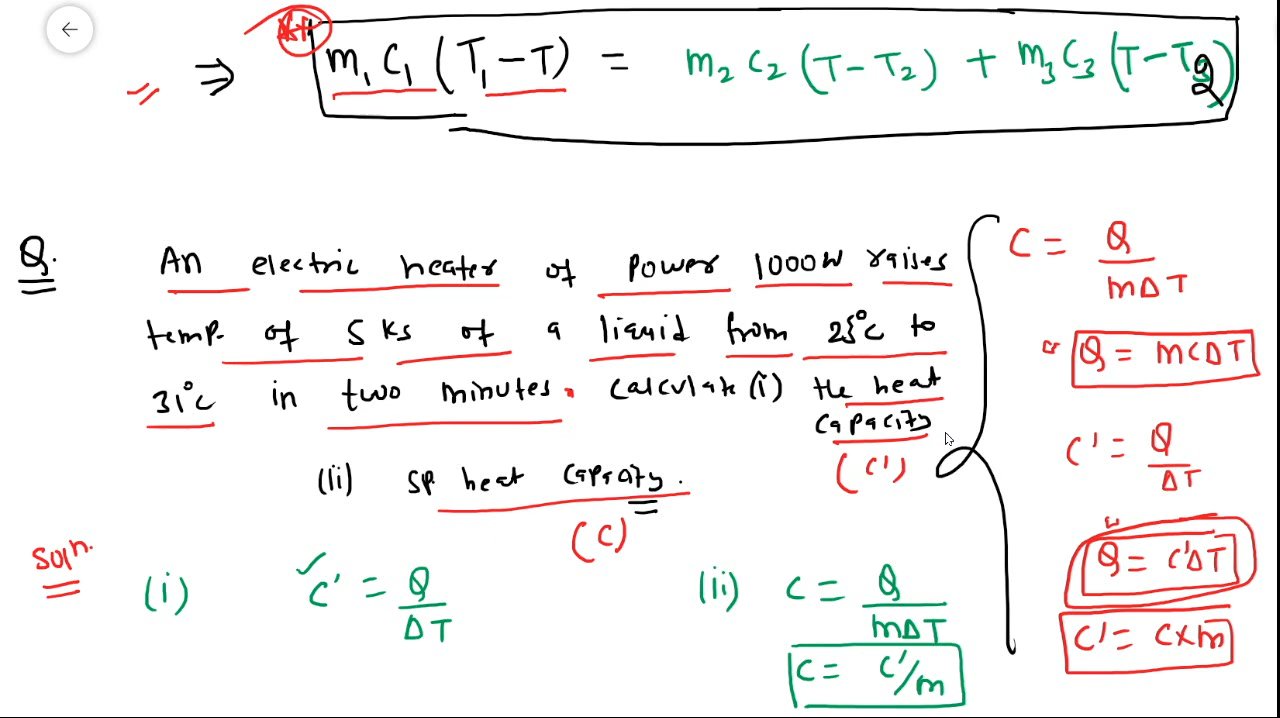 ⇒ m₁C₁(T₁-T) = m₂C₂(T-T₂) + m₃C₃(T-T
Q. An electric heater of power 1000W raises
temp. of 5 Ks of a liquid from 25°C to
31°C in two minutes. Calculate (i) the heat
capacity
(C')
(ii) sp. heat capacity.
(C)
C = Q/mΔT
Q = mCΔT
C' = Q/ΔT
Q = C'ΔT
C' = C×m
Soln.
(i) C' = Q/ΔT
(ii) C = Q/mΔT
C = C'/m